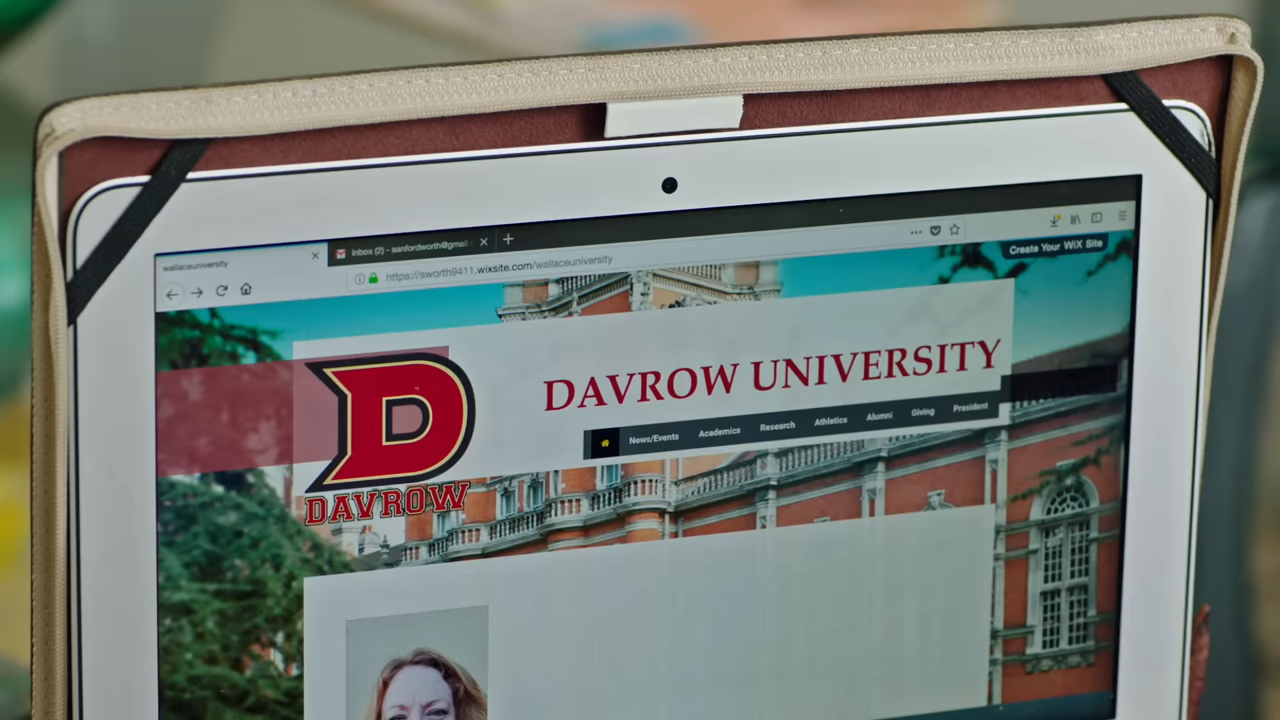 wallaceuniversity
inbox (2) - sanfordworth@gmail
https://sworth9411.wixsite.com/wallaceuniversity
Create Your WiX Site
DAVROW UNIVERSITY
D
DAVROW
News/Events Academics Research Athletics Alumni Giving President